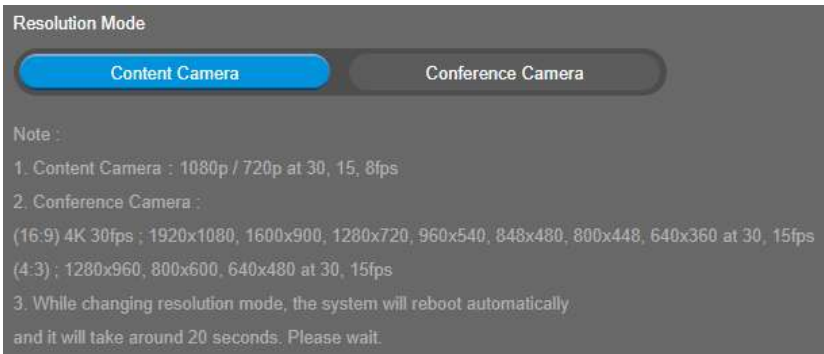 Resolution Mode
Content Camera Conference Camera
Note :
1. Content Camera : 1080p / 720p at 30, 15, 8fps
2. Conference Camera :
(16:9) 4K 30fps ; 1920x1080, 1600x900, 1280x720, 960x540, 848x480, 800x448, 640x360 at 30, 15fps
(4:3) ; 1280x960, 800x600, 640x480 at 30, 15fps
3. While changing resolution mode, the system will reboot automatically
and it will take around 20 seconds. Please wait.